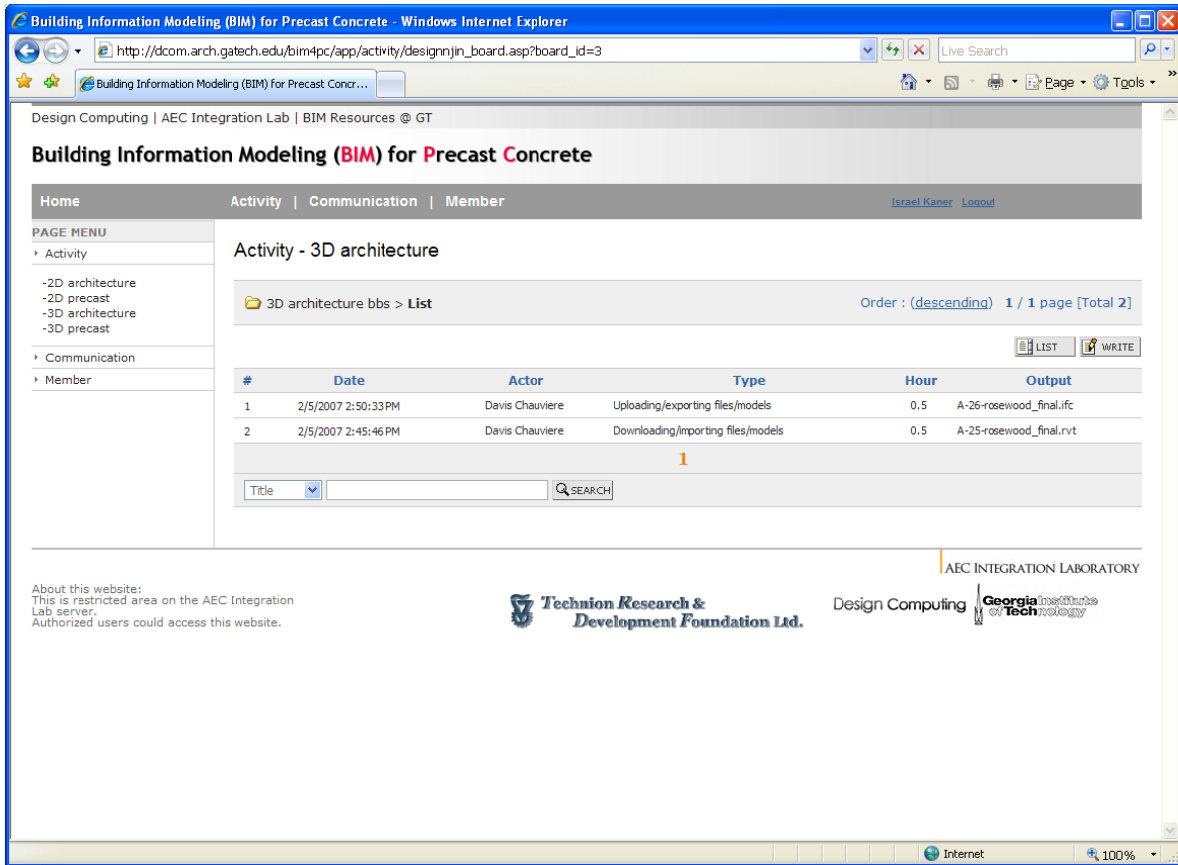 Building Information Modeling (BIM) for Precast Concrete - Windows Internet Explorer
http://dcom.arch.gatech.edu/bim4pc/app/activity/designnjin_board.asp?board_id=3
Live Search
Building Information Modeling (BIM) for Precast Concr...
Page
Tools
»
Design Computing | AEC Integration Lab | BIM Resources @ GT
Building Information Modeling (BIM) for Precast Concrete
Home
Activity | Communication | Member
Israel Kaner Logout
PAGE MENU
Activity
-2D architecture
-2D precast
-3D architecture
-3D precast
Communication
Member
Activity - 3D architecture
3D architecture bbs > List
Order : (descending) 1 / 1 page [Total 2]
LIST
WRITE
# Date Actor Type Hour Output
1 2/5/2007 2:50:33 PM Davis Chauviere Uploading/exporting files/models 0.5 A-26-rosewood_final.ifc
2 2/5/2007 2:45:46 PM Davis Chauviere Downloading/importing files/models 0.5 A-25-rosewood_final.rvt
1
Title
SEARCH
AEC INTEGRATION LABORATORY
About this website:
This is restricted area on the AEC Integration
Lab server.
Authorized users could access this website.
Technion Research &
Development Foundation Ltd.
Design Computing
Georgia Institute
of Technology
Internet
100%